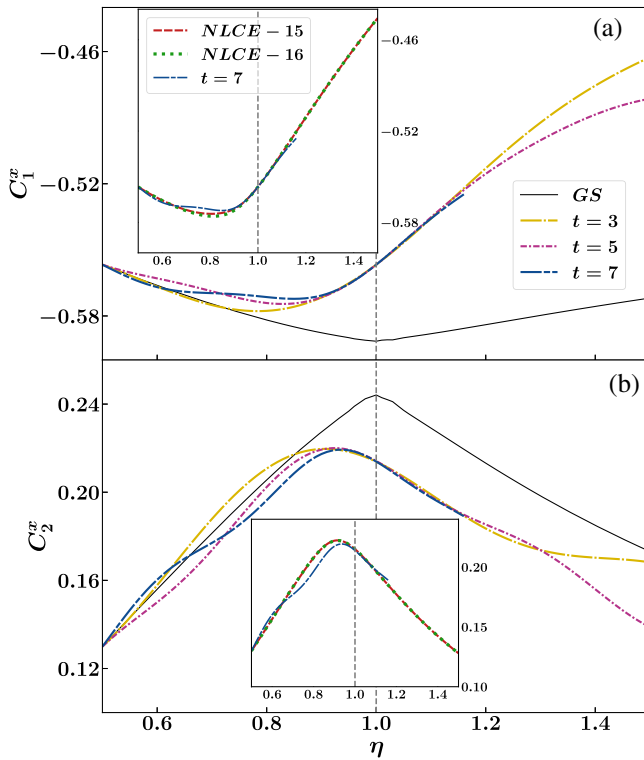 (a)
−0.46
−0.52
−0.58
C₁ˣ
NLCE − 15
NLCE − 16
t = 7
−0.46
−0.52
−0.58
0.6 0.8 1.0 1.2 1.4
GS
t = 3
t = 5
t = 7
(b)
0.24
0.20
0.16
0.12
C₂ˣ
0.20
0.15
0.10
0.6 0.8 1.0 1.2 1.4
0.6 0.8 1.0 1.2 1.4
η